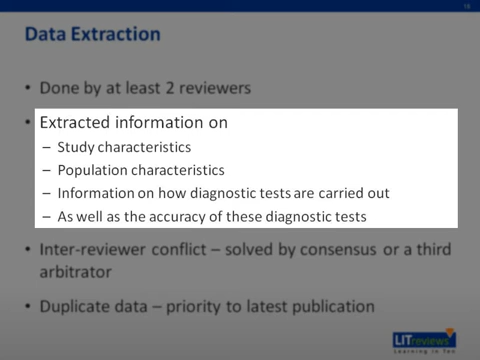 18
Data Extraction
• Done by at least 2 reviewers
• Extracted information on
– Study characteristics
– Population characteristics
– Information on how diagnostic tests are carried out
– As well as the accuracy of these diagnostic tests
• Inter-reviewer conflict – solved by consensus or a third
arbitrator
• Duplicate data – priority to latest publication
LITreviews
Learning in Ten